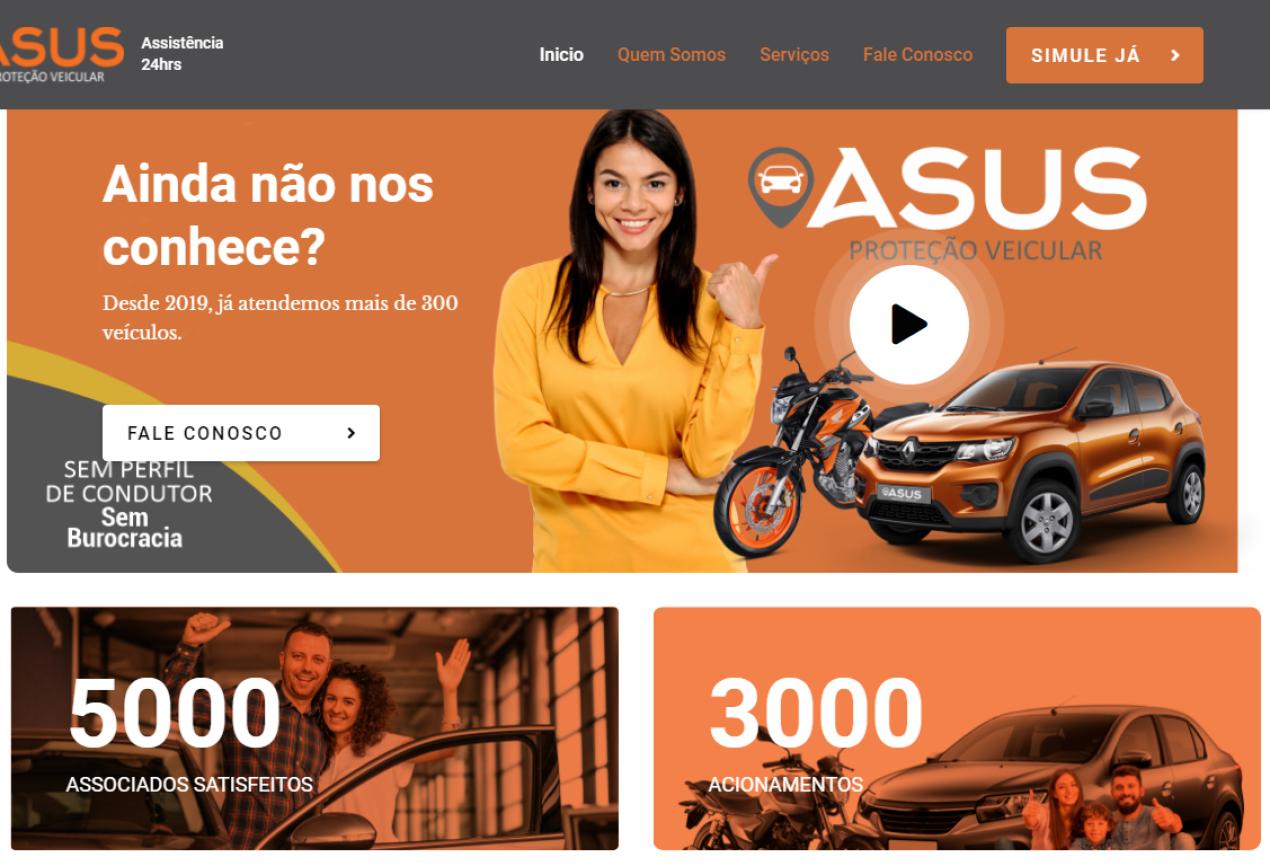 ASUS
PROTEÇÃO VEICULAR
Assistência
24hrs
Inicio
Quem Somos
Serviços
Fale Conosco
SIMULE JÁ
Ainda não nos
conhece?
Desde 2019, já atendemos mais de 300
veículos.
FALE CONOSCO
SEM PERFIL
DE CONDUTOR
Sem
Burocracia
ASUS
PROTEÇÃO VEICULAR
ASUS
5000
ASSOCIADOS SATISFEITOS
3000
ACIONAMENTOS